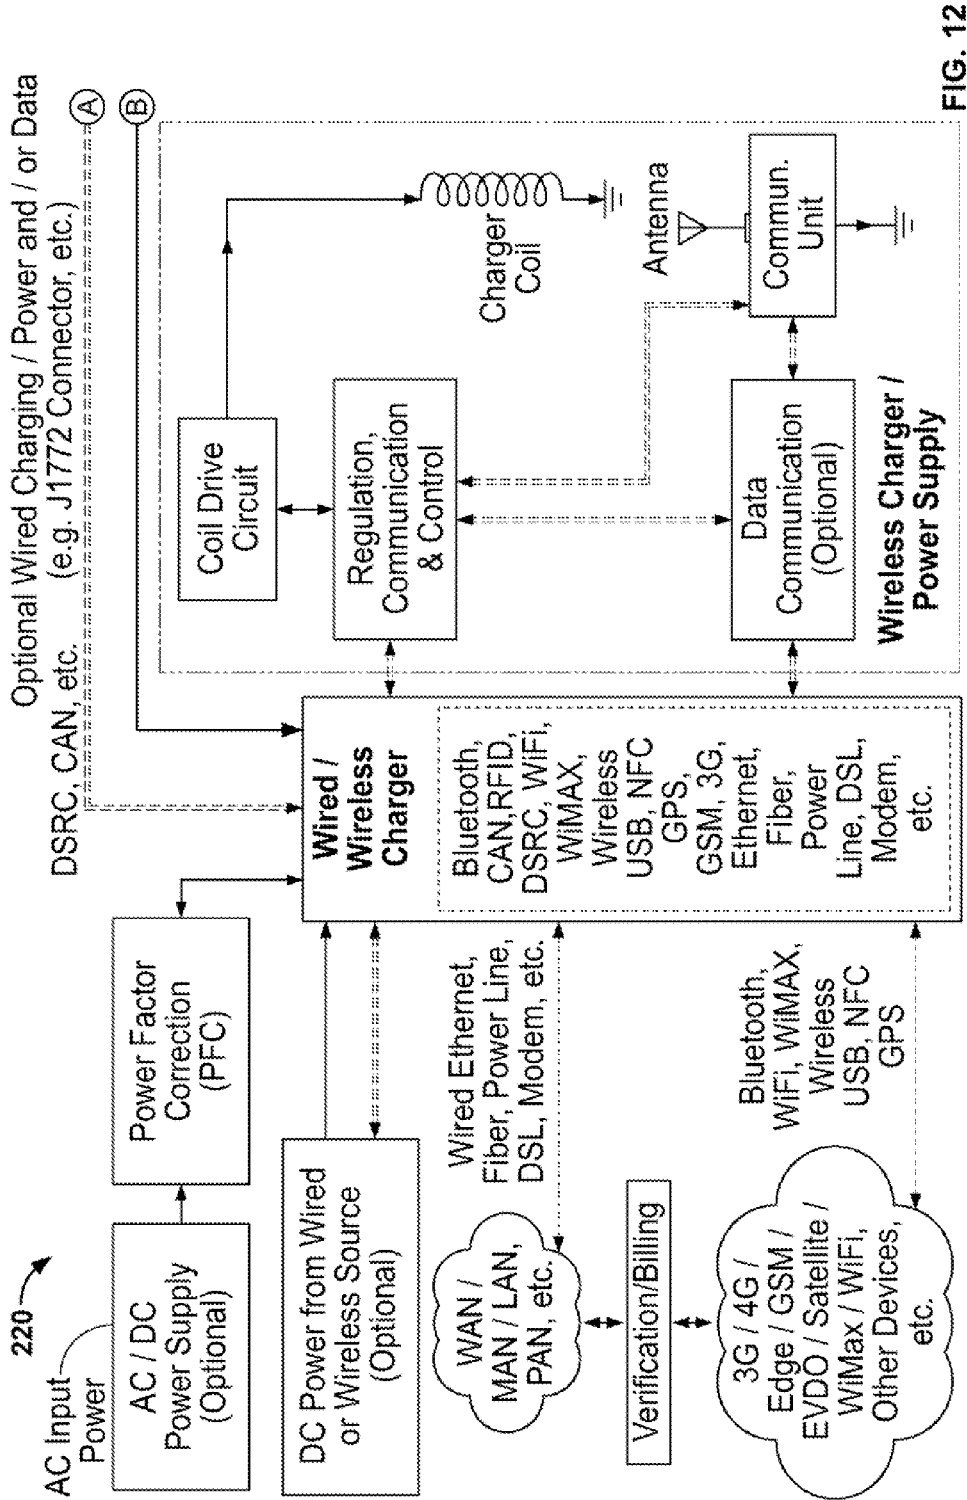 220
AC Input
Power
AC / DC
Power Supply
(Optional)
Power Factor
Correction
(PFC)
DSRC, CAN, etc.
Optional Wired Charging / Power and / or Data
(e.g. J1772 Connector, etc.)
A
B
DC Power from Wired
or Wireless Source
(Optional)
Wired /
Wireless
Charger
Bluetooth,
CAN,RFID,
DSRC, WiFi,
WiMAX,
Wireless
USB, NFC
GPS,
GSM, 3G,
Ethernet,
Fiber,
Power
Line, DSL,
Modem,
etc.
Coil Drive
Circuit
Regulation,
Communication
& Control
Charger
Coil
Antenna
Commun.
Unit
Data
Communication
(Optional)
Wireless Charger /
Power Supply
WAN /
MAN / LAN,
PAN, etc.
Wired Ethernet,
Fiber, Power Line,
DSL, Modem, etc.
Verification/Billing
3G / 4G /
Edge / GSM /
EVDO / Satellite /
WiMax / WiFi,
Other Devices,
etc.
Bluetooth,
WiFi, WiMAX,
Wireless
USB, NFC
GPS
FIG. 12